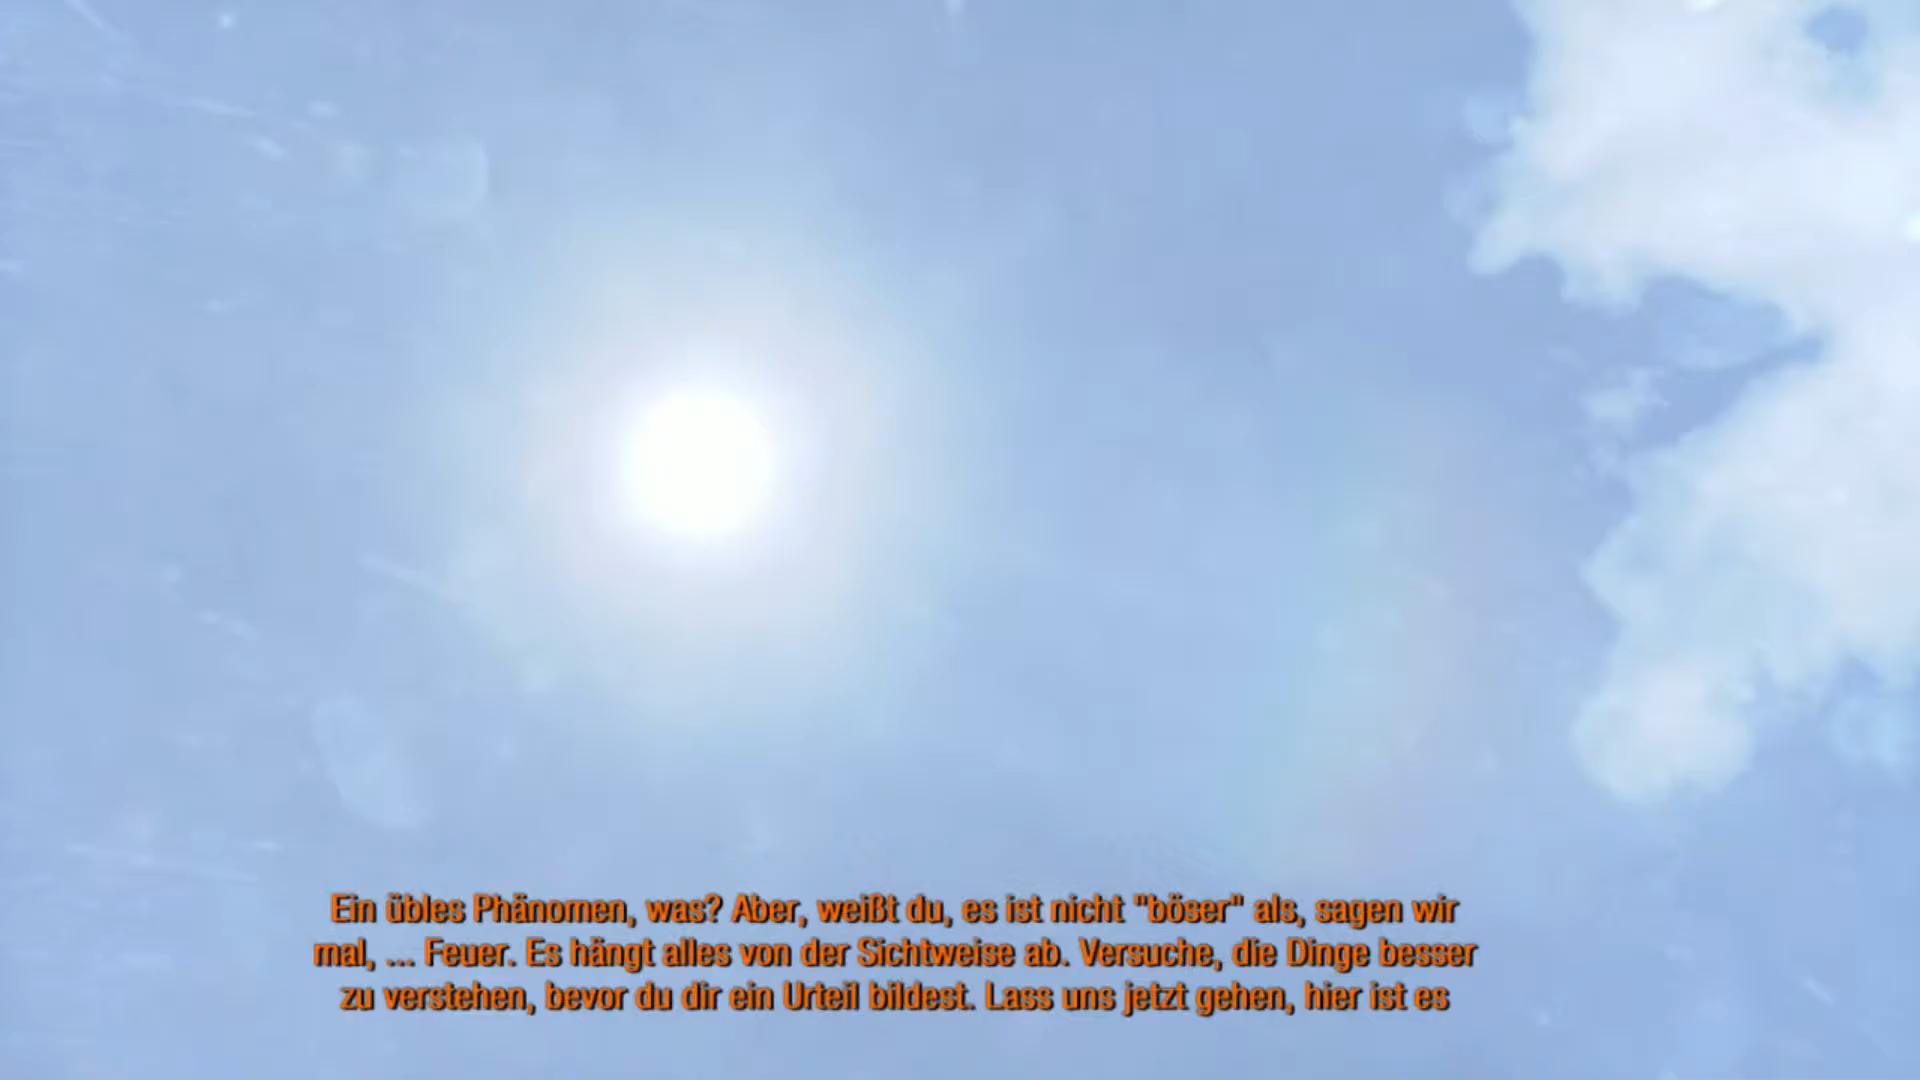 Ein übles Phänomen, was? Aber, weißt du, es ist nicht "böser" als, sagen wir
mal, ... Feuer. Es hängt alles von der Sichtweise ab. Versuche, die Dinge besser
zu verstehen, bevor du dir ein Urteil bildest. Lass uns jetzt gehen, hier ist es